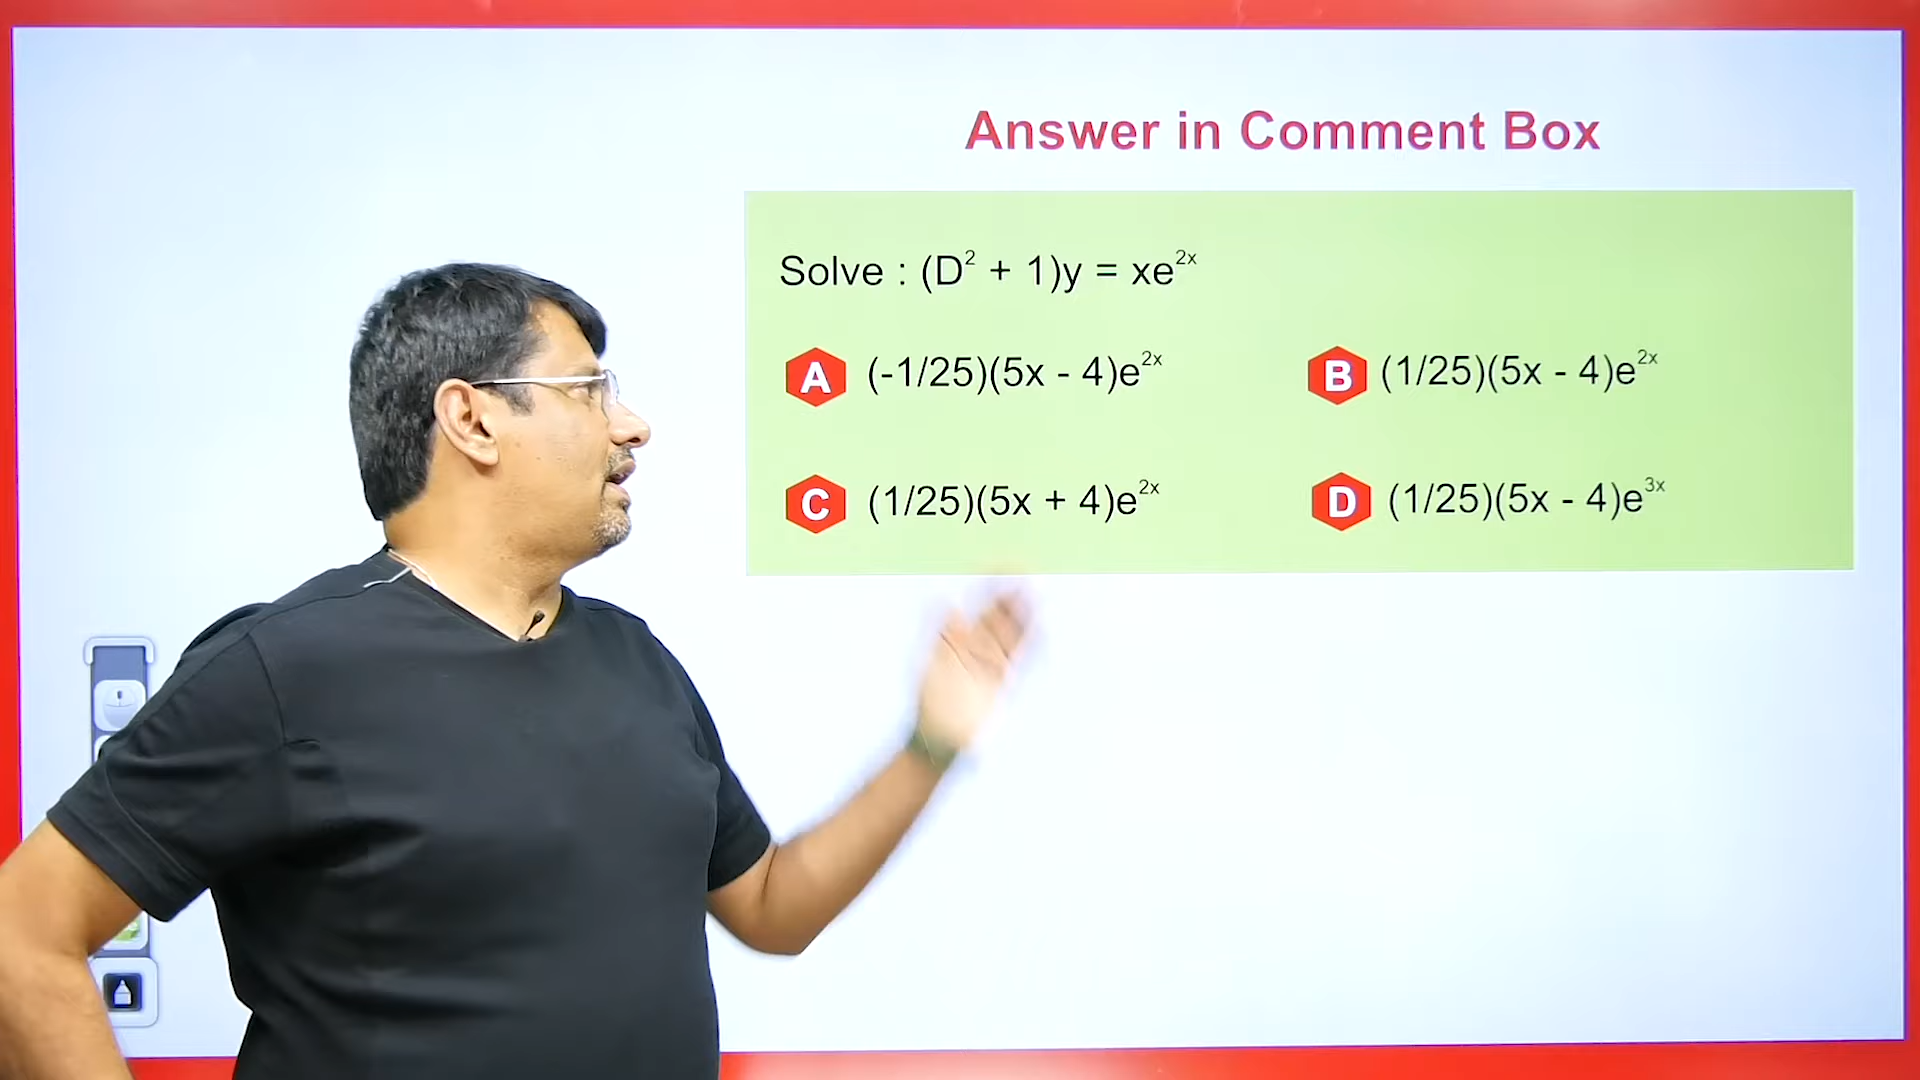 Answer in Comment Box
Solve : (D² + 1)y = xe²ˣ
A (-1/25)(5x - 4)e²ˣ
B (1/25)(5x - 4)e²ˣ
C (1/25)(5x + 4)e²ˣ
D (1/25)(5x - 4)e³ˣ